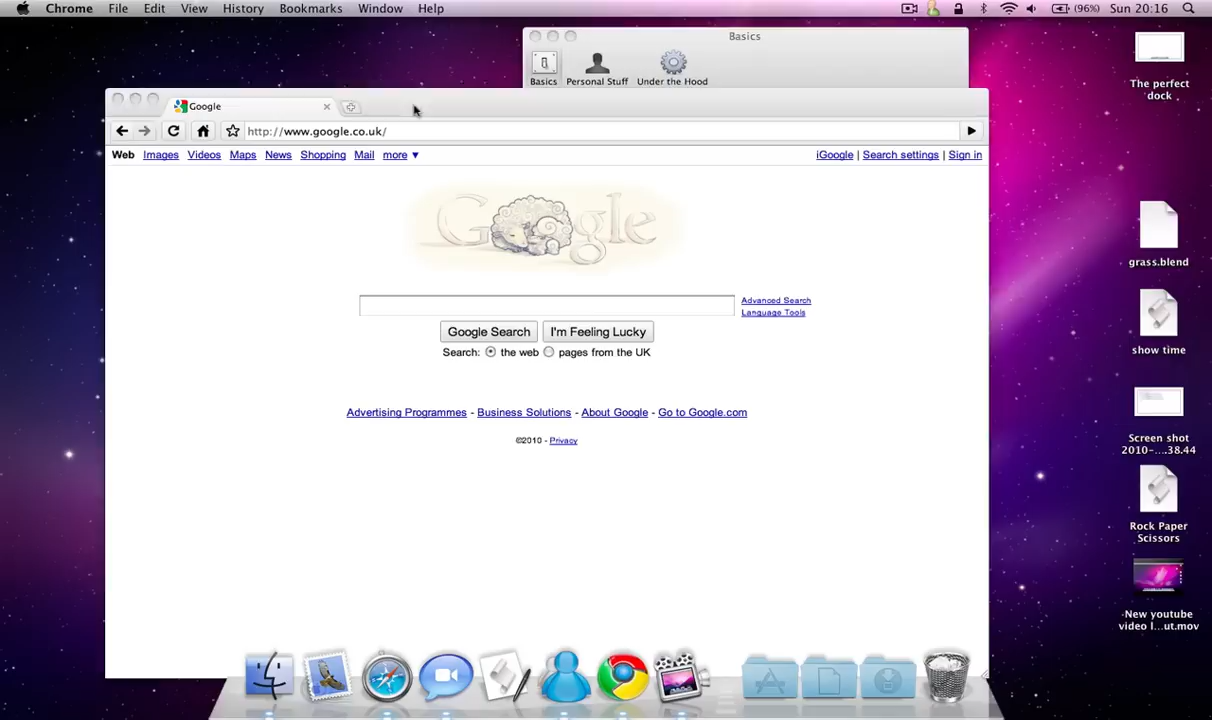 Chrome File Edit View History Bookmarks Window Help (96%) Sun 20:16
Basics
Basics Personal Stuff Under the Hood
Google
http://www.google.co.uk/
Web Images Videos Maps News Shopping Mail more ▼ iGoogle | Search settings | Sign in
Google
Advanced Search
Language Tools
Google Search I'm Feeling Lucky
Search: the web pages from the UK
Advertising Programmes - Business Solutions - About Google - Go to Google.com
©2010 - Privacy
The perfect
dock
grass.blend
show time
Screen shot
2010-...38.44
Rock Paper
Scissors
New youtube
video l...ut.mov